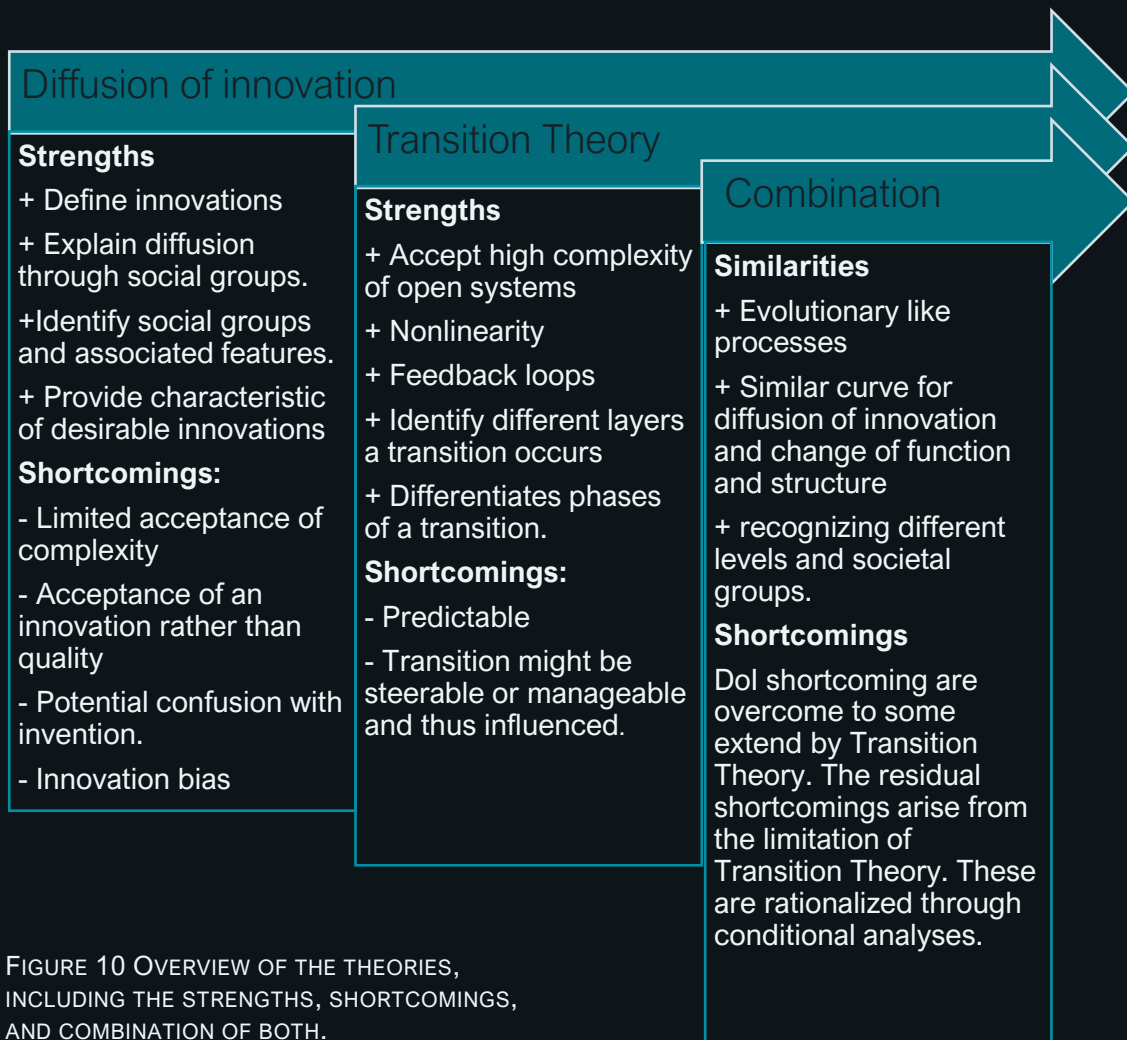 Diffusion of innovation
Strengths
+ Define innovations
+ Explain diffusion
through social groups.
+Identify social groups
and associated features.
+ Provide characteristic
of desirable innovations
Shortcomings:
- Limited acceptance of
complexity
- Acceptance of an
innovation rather than
quality
- Potential confusion with
invention.
- Innovation bias
Transition Theory
Strengths
+ Accept high complexity
of open systems
+ Nonlinearity
+ Feedback loops
+ Identify different layers
a transition occurs
+ Differentiates phases
of a transition.
Shortcomings:
- Predictable
- Transition might be
steerable or manageable
and thus influenced.
Combination
Similarities
+ Evolutionary like
processes
+ Similar curve for
diffusion of innovation
and change of function
and structure
+ recognizing different
levels and societal
groups.
Shortcomings
DoI shortcoming are
overcome to some
extend by Transition
Theory. The residual
shortcomings arise from
the limitation of
Transition Theory. These
are rationalized through
conditional analyses.
FIGURE 10 OVERVIEW OF THE THEORIES,
INCLUDING THE STRENGTHS, SHORTCOMINGS,
AND COMBINATION OF BOTH.